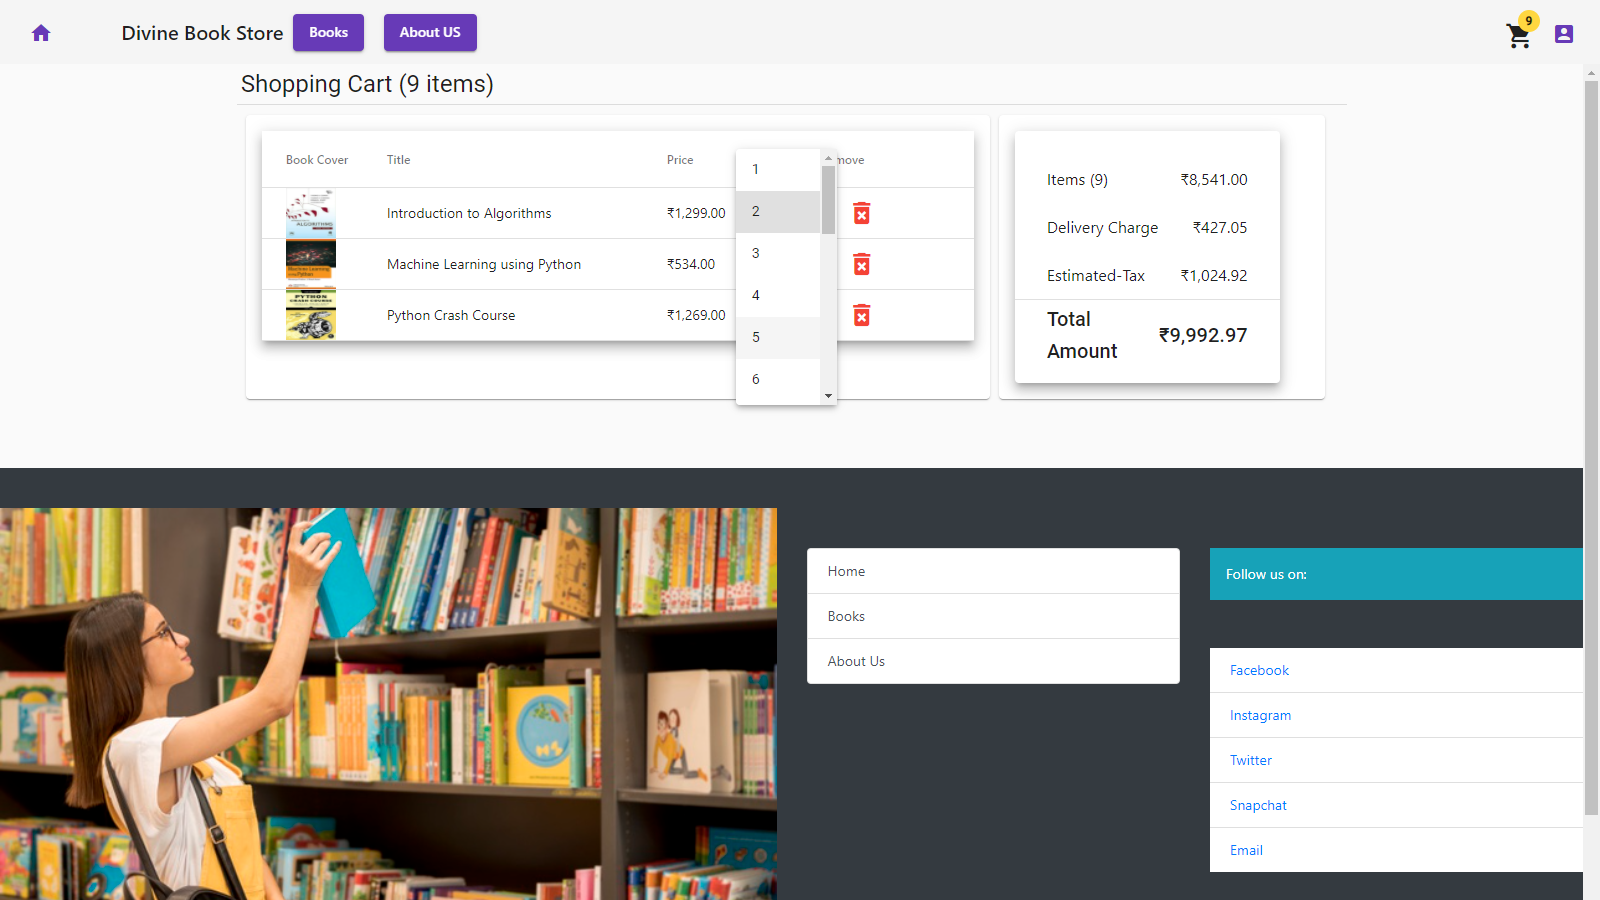 Divine Book Store
Books
About US
9
Shopping Cart (9 items)
Book Cover
Title
Price
move
Introduction to Algorithms
₹1,299.00
Machine Learning using Python
₹534.00
PYTHON
CRASH COURSE
Python Crash Course
₹1,269.00
1
2
3
4
5
6
Items (9)
₹8,541.00
Delivery Charge
₹427.05
Estimated-Tax
₹1,024.92
Total Amount
₹9,992.97
Home
Books
About Us
Follow us on:
Facebook
Instagram
Twitter
Snapchat
Email